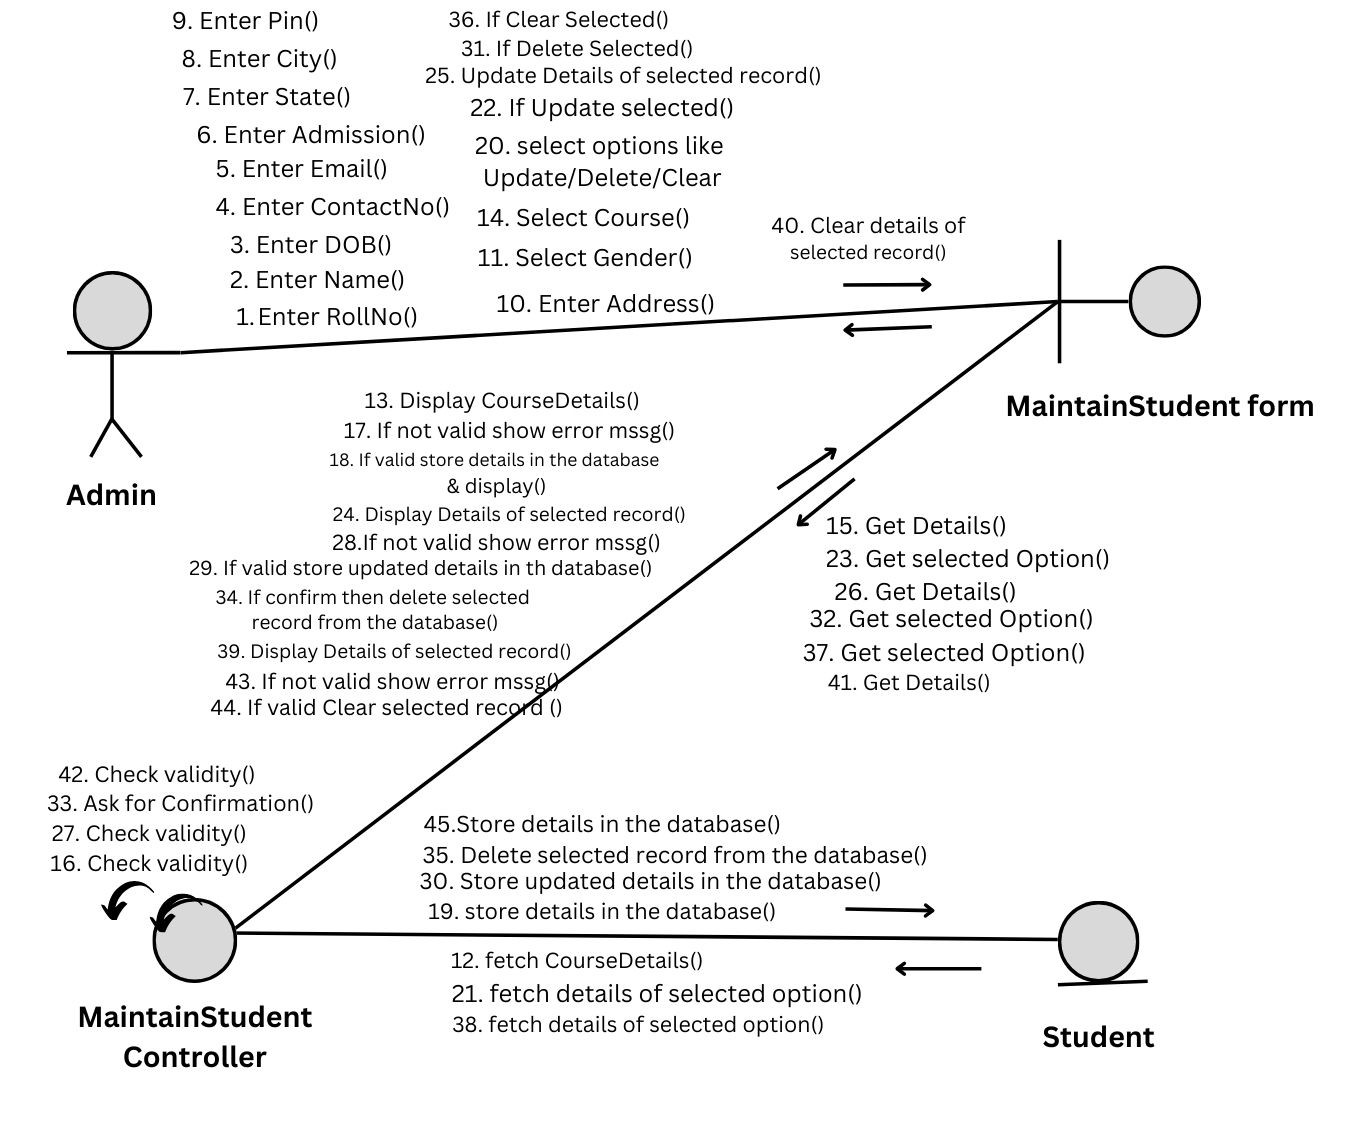 9. Enter Pin()
8. Enter City()
7. Enter State()
6. Enter Admission()
5. Enter Email()
4. Enter ContactNo()
3. Enter DOB()
2. Enter Name()
1.Enter RollNo()
36. If Clear Selected()
31. If Delete Selected()
25. Update Details of selected record()
22. If Update selected()
20. select options like
Update/Delete/Clear
14. Select Course()
11. Select Gender()
10. Enter Address()
40. Clear details of
selected record()
MaintainStudent form
Admin
13. Display CourseDetails()
17. If not valid show error mssg()
18. If valid store details in the database
& display()
24. Display Details of selected record()
28.If not valid show error mssg()
29. If valid store updated details in th database()
34. If confirm then delete selected
record from the database()
39. Display Details of selected record()
43. If not valid show error mssg()
44. If valid Clear selected record ()
15. Get Details()
23. Get selected Option()
26. Get Details()
32. Get selected Option()
37. Get selected Option()
41. Get Details()
42. Check validity()
33. Ask for Confirmation()
27. Check validity()
16. Check validity()
45.Store details in the database()
35. Delete selected record from the database()
30. Store updated details in the database()
19. store details in the database()
12. fetch CourseDetails()
21. fetch details of selected option()
38. fetch details of selected option()
MaintainStudent
Controller
Student